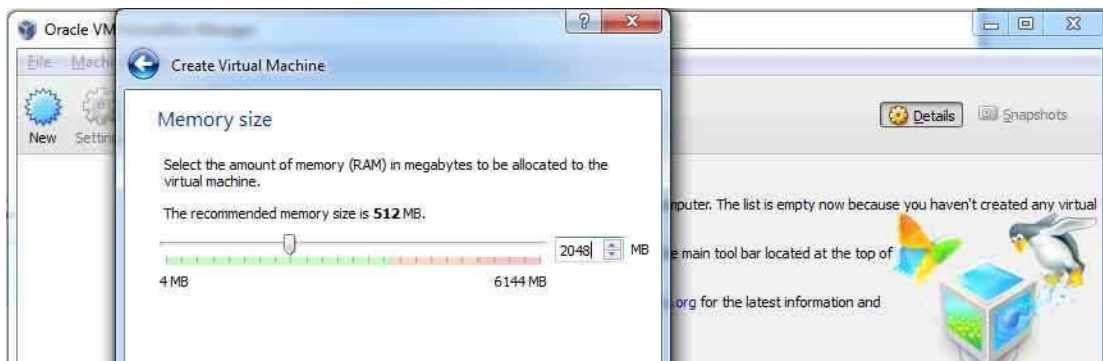 Oracle VM
File Mach
Create Virtual Machine
New Settin
Details Snapshots
Memory size
Select the amount of memory (RAM) in megabytes to be allocated to the
virtual machine.
The recommended memory size is 512 MB.
2048 MB
4 MB 6144 MB
mputer. The list is empty now because you haven't created any virtual
e main tool bar located at the top of
.org for the latest information and